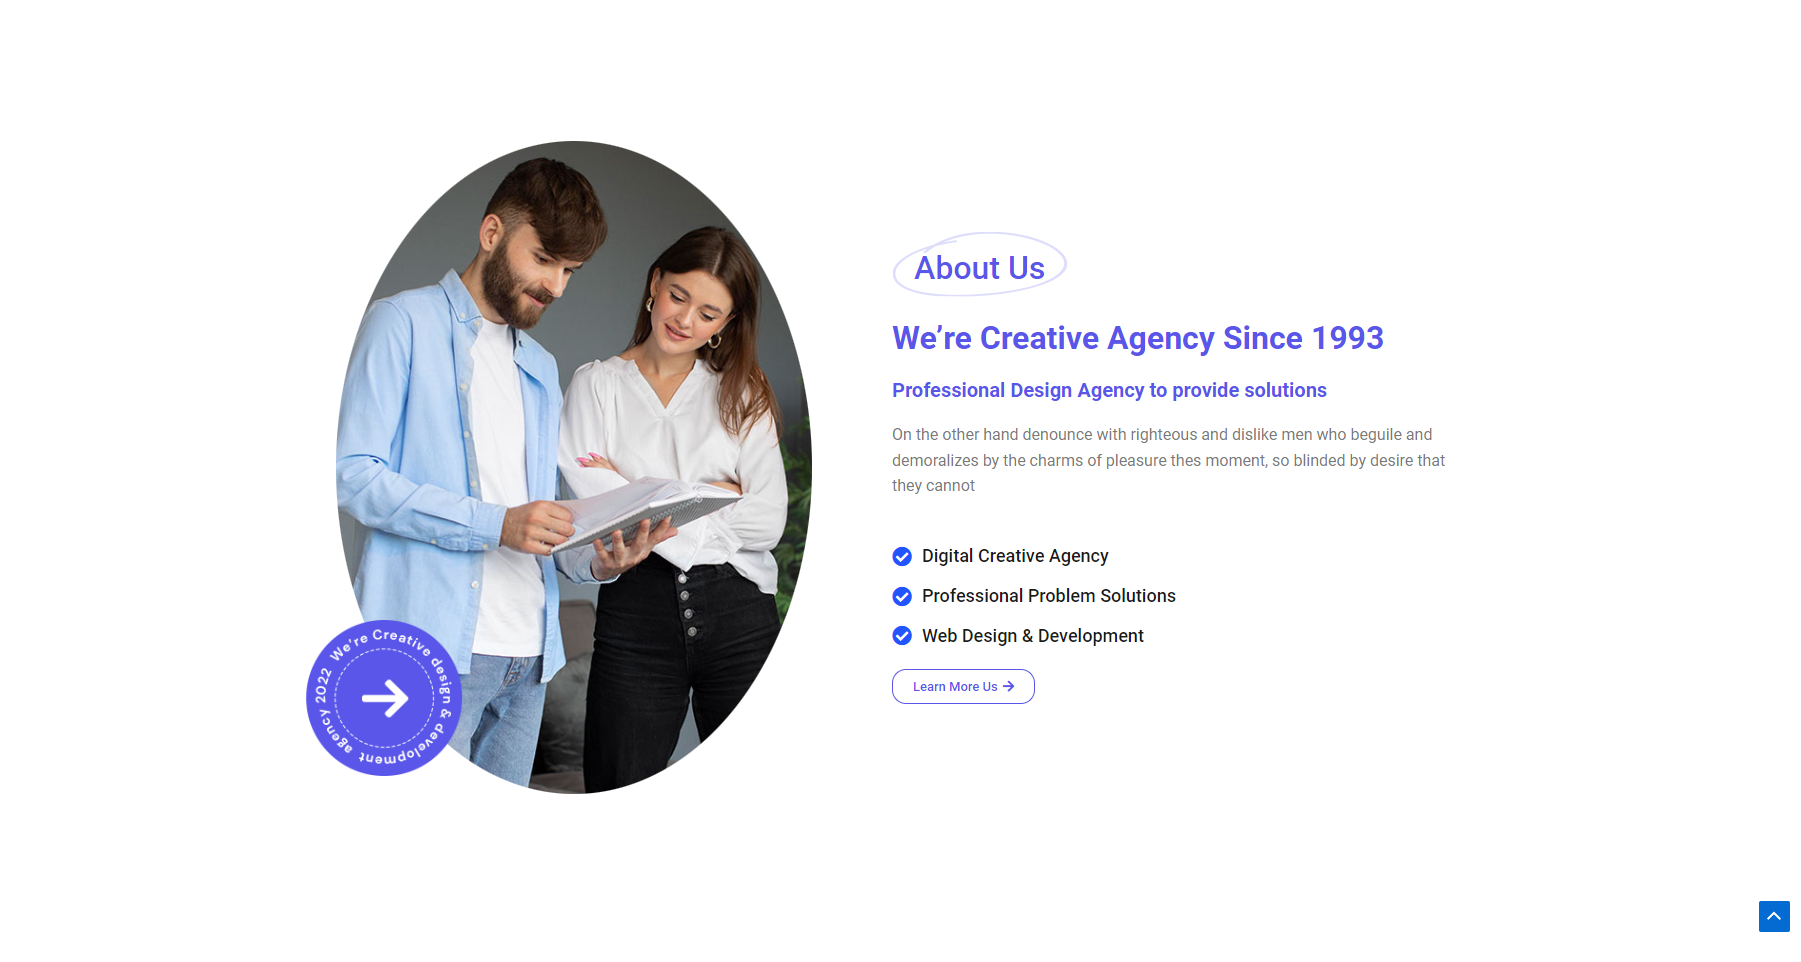 About Us
We’re Creative Agency Since 1993
Professional Design Agency to provide solutions
On the other hand denounce with righteous and dislike men who beguile and
demoralizes by the charms of pleasure thes moment, so blinded by desire that
they cannot
Digital Creative Agency
Professional Problem Solutions
Web Design & Development
Learn More Us
We're Creative design & development agency 2022